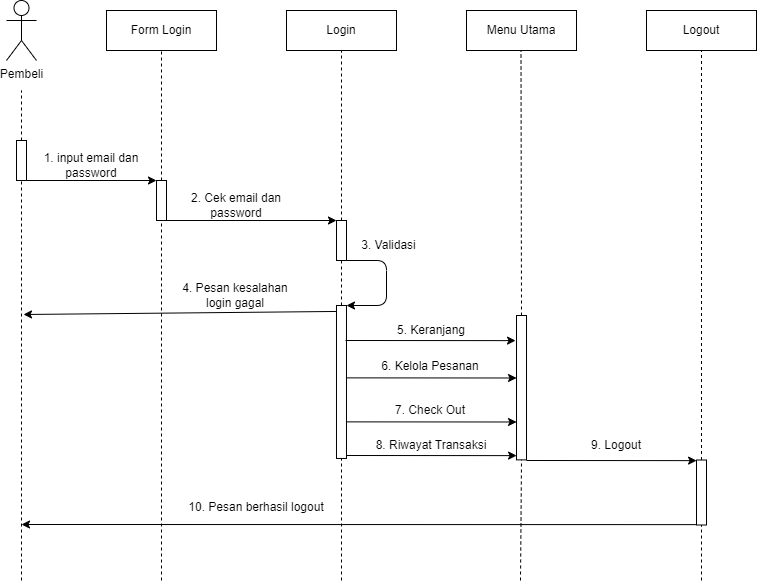 Form Login
Login
Menu Utama
Logout
Pembeli
1. input email dan
password
2. Cek email dan
password
3. Validasi
4. Pesan kesalahan
login gagal
5. Keranjang
6. Kelola Pesanan
7. Check Out
8. Riwayat Transaksi
9. Logout
10. Pesan berhasil logout